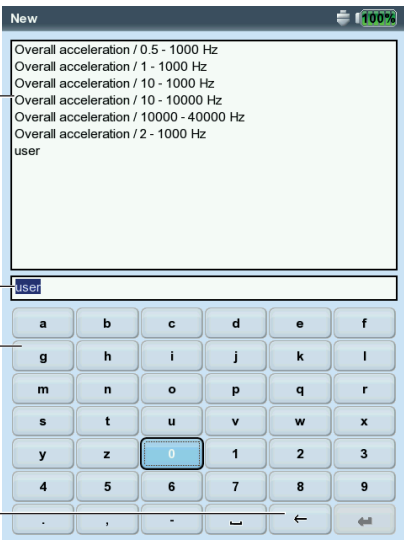 New 100%
Overall acceleration / 0.5 - 1000 Hz
Overall acceleration / 1 - 1000 Hz
Overall acceleration / 10 - 1000 Hz
Overall acceleration / 10 - 10000 Hz
Overall acceleration / 10000 - 40000 Hz
Overall acceleration / 2 - 1000 Hz
user
user
a b c d e f
g h i j k l
m n o p q r
s t u v w x
y z 0 1 2 3
4 5 6 7 8 9
. , - ⌴ ← ↵